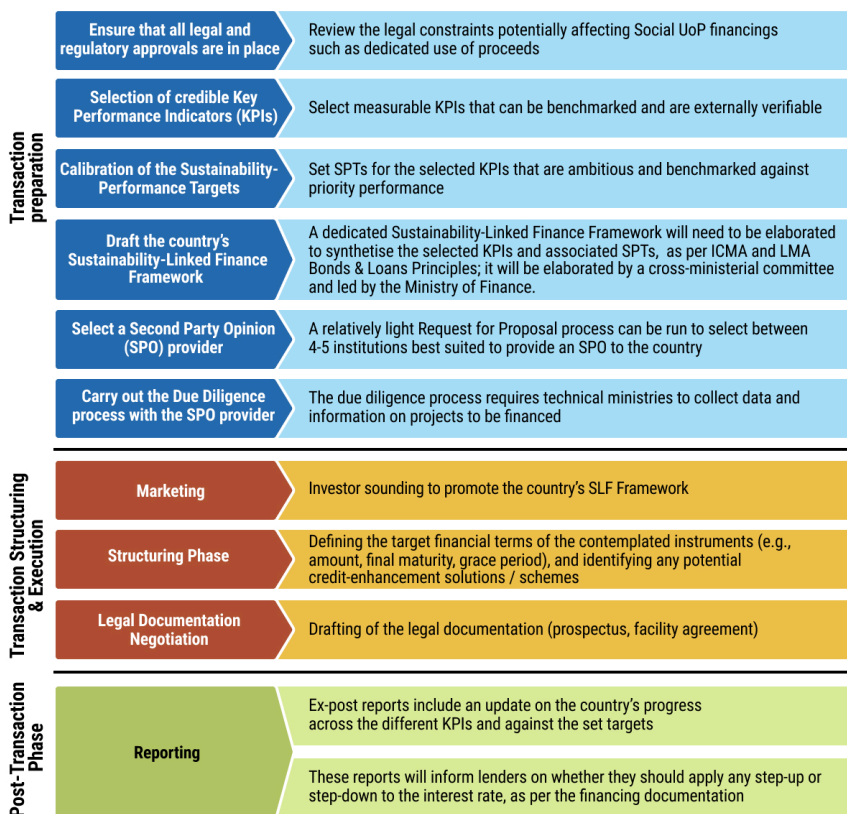 Transaction
preparation
Ensure that all legal and
regulatory approvals are in place
Review the legal constraints potentially affecting Social UoP financings
such as dedicated use of proceeds
Selection of credible Key
Performance Indicators (KPIs)
Select measurable KPIs that can be benchmarked and are externally verifiable
Calibration of the Sustainability-
Performance Targets
Set SPTs for the selected KPIs that are ambitious and benchmarked against
priority performance
Draft the country's
Sustainability-Linked Finance
Framework
A dedicated Sustainability-Linked Finance Framework will need to be elaborated
to synthetise the selected KPIs and associated SPTs, as per ICMA and LMA
Bonds & Loans Principles; it will be elaborated by a cross-ministerial committee
and led by the Ministry of Finance.
Select a Second Party Opinion
(SPO) provider
A relatively light Request for Proposal process can be run to select between
4-5 institutions best suited to provide an SPO to the country
Carry out the Due Diligence
process with the SPO provider
The due diligence process requires technical ministries to collect data and
information on projects to be financed
Transaction Structuring
& Execution
Marketing
Investor sounding to promote the country's SLF Framework
Structuring Phase
Defining the target financial terms of the contemplated instruments (e.g.,
amount, final maturity, grace period), and identifying any potential
credit-enhancement solutions / schemes
Legal Documentation
Negotiation
Drafting of the legal documentation (prospectus, facility agreement)
Post-Transaction
Phase
Reporting
Ex-post reports include an update on the country's progress
across the different KPIs and against the set targets
These reports will inform lenders on whether they should apply any step-up or
step-down to the interest rate, as per the financing documentation